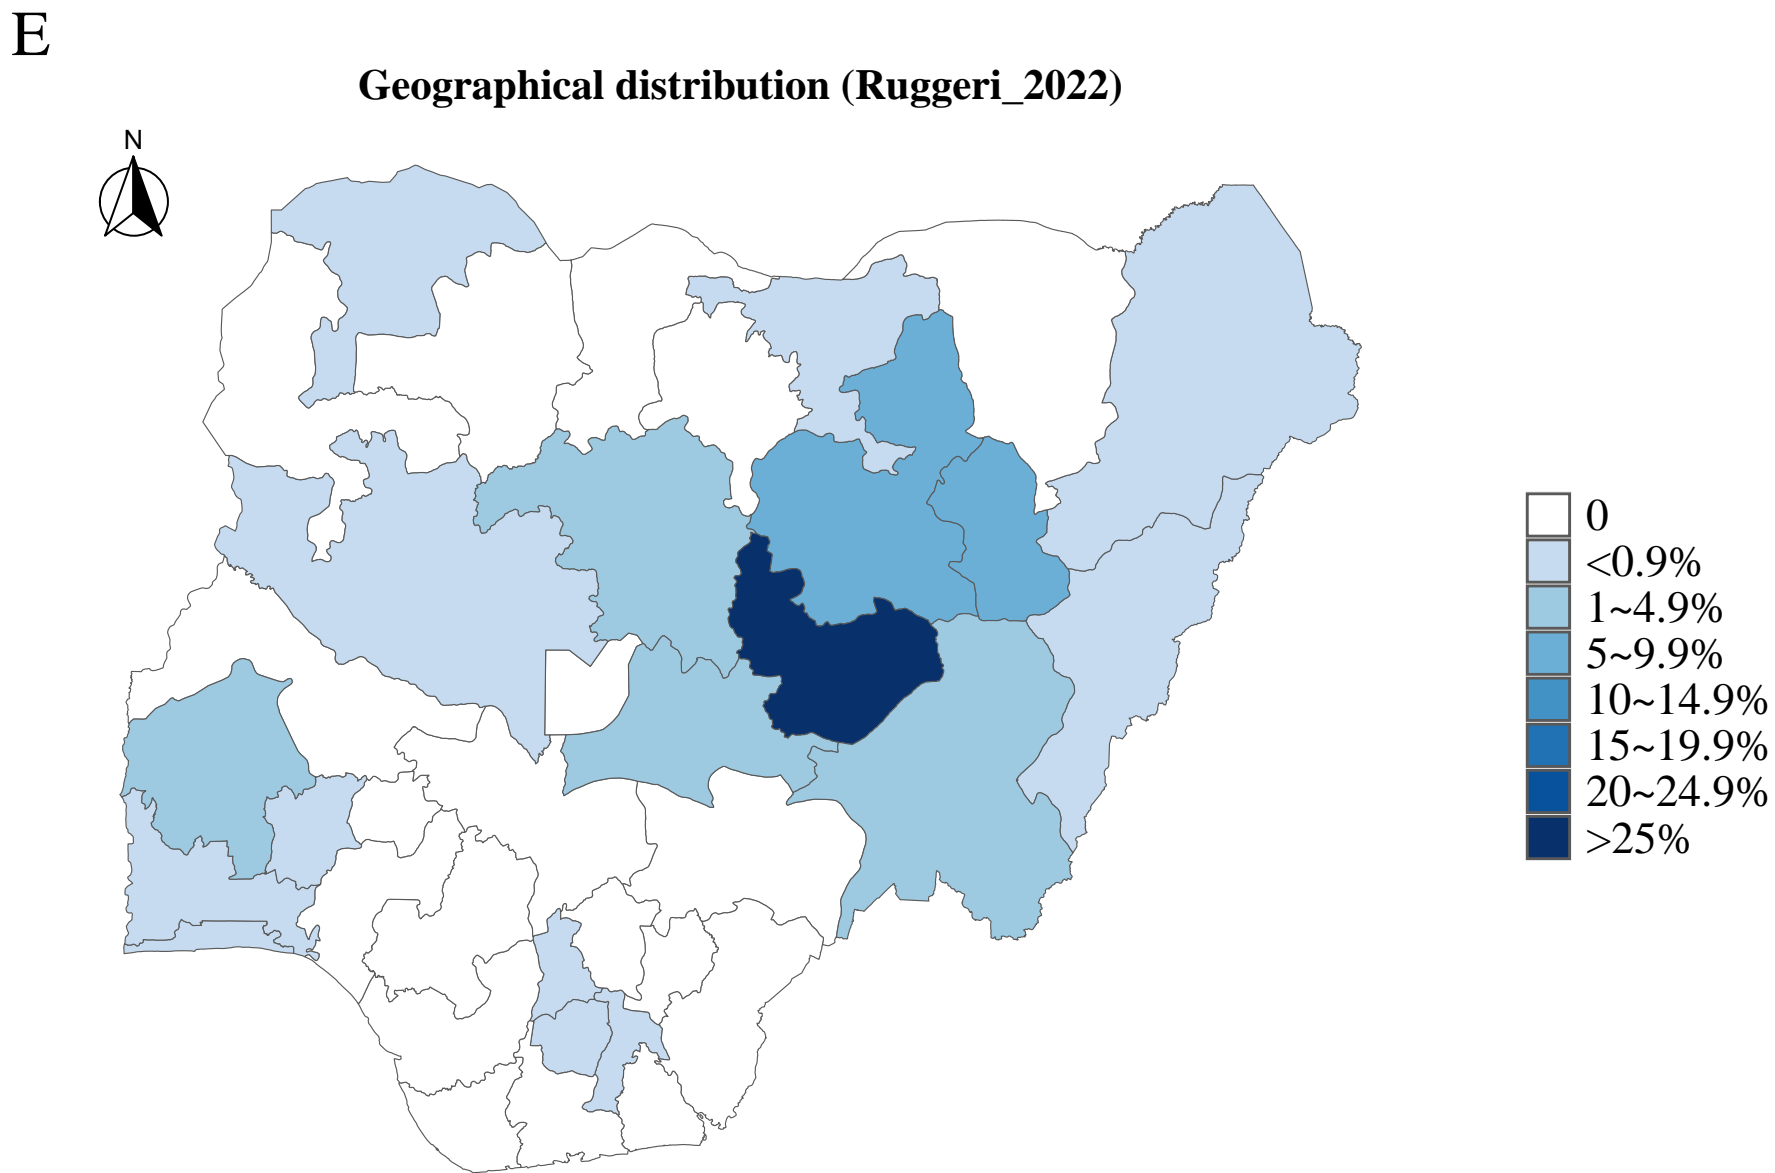 E
Geographical distribution (Ruggeri_2022)
N
0
<0.9%
1~4.9%
5~9.9%
10~14.9%
15~19.9%
20~24.9%
>25%